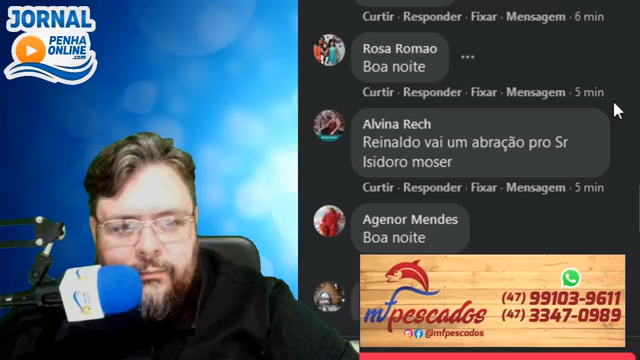 JORNAL
PENHA
ONLINE
.com
Curtir · Responder · Fixar · Mensagem · 6 min
Rosa Romao
Boa noite
Curtir · Responder · Fixar · Mensagem · 5 min
Alvina Rech
Reinaldo vai um abração pro Sr
Isidoro moser
Curtir · Responder · Fixar · Mensagem · 5 min
Agenor Mendes
Boa noite
mfpescados
@mfpescados
(47) 99103-9611
(47) 3347-0989